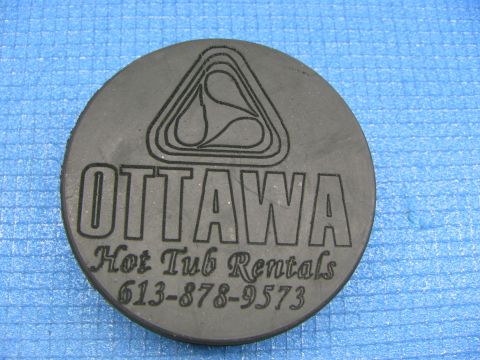 OTTAWA
Hot Tub Rentals
613-878-9573